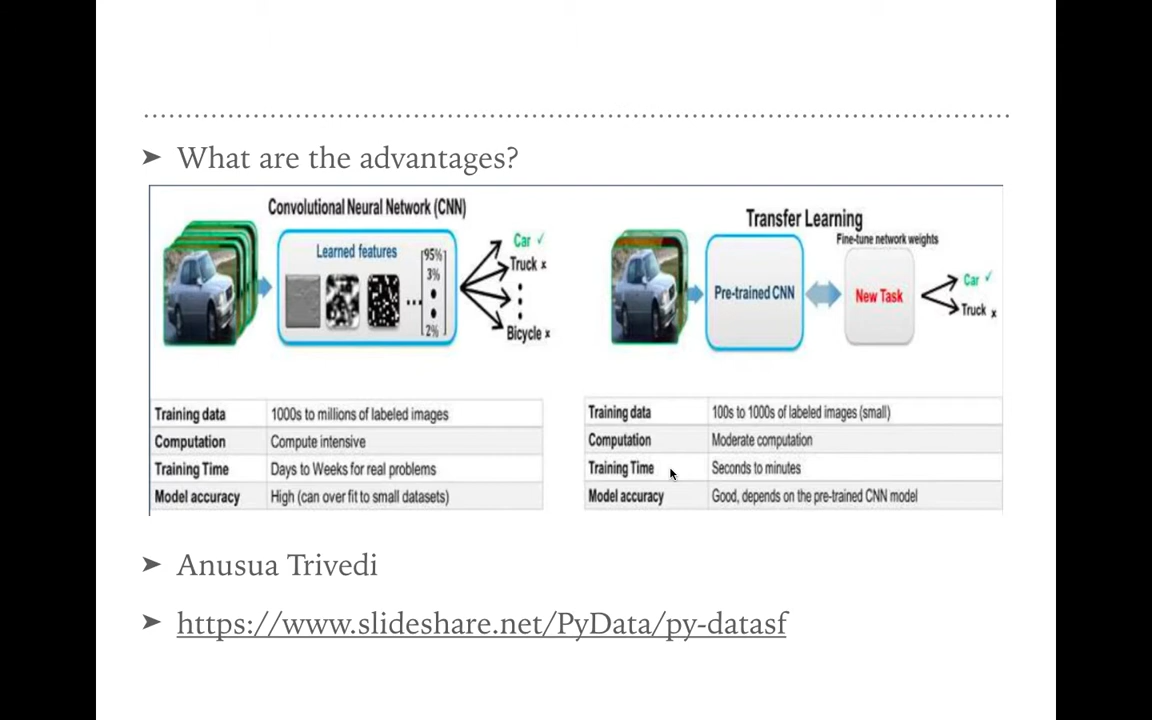 ➤ What are the advantages?
Convolutional Neural Network (CNN)
Learned features
95%
3%
2%
Car ✓
Truck x
Bicycle x
Transfer Learning
Fine-tune network weights
Pre-trained CNN
New Task
Car ✓
Truck x
Training data 1000s to millions of labeled images
Computation Compute intensive
Training Time Days to Weeks for real problems
Model accuracy High (can over fit to small datasets)
Training data 100s to 1000s of labeled images (small)
Computation Moderate computation
Training Time Seconds to minutes
Model accuracy Good, depends on the pre-trained CNN model
➤ Anusua Trivedi
➤ https://www.slideshare.net/PyData/py-datasf